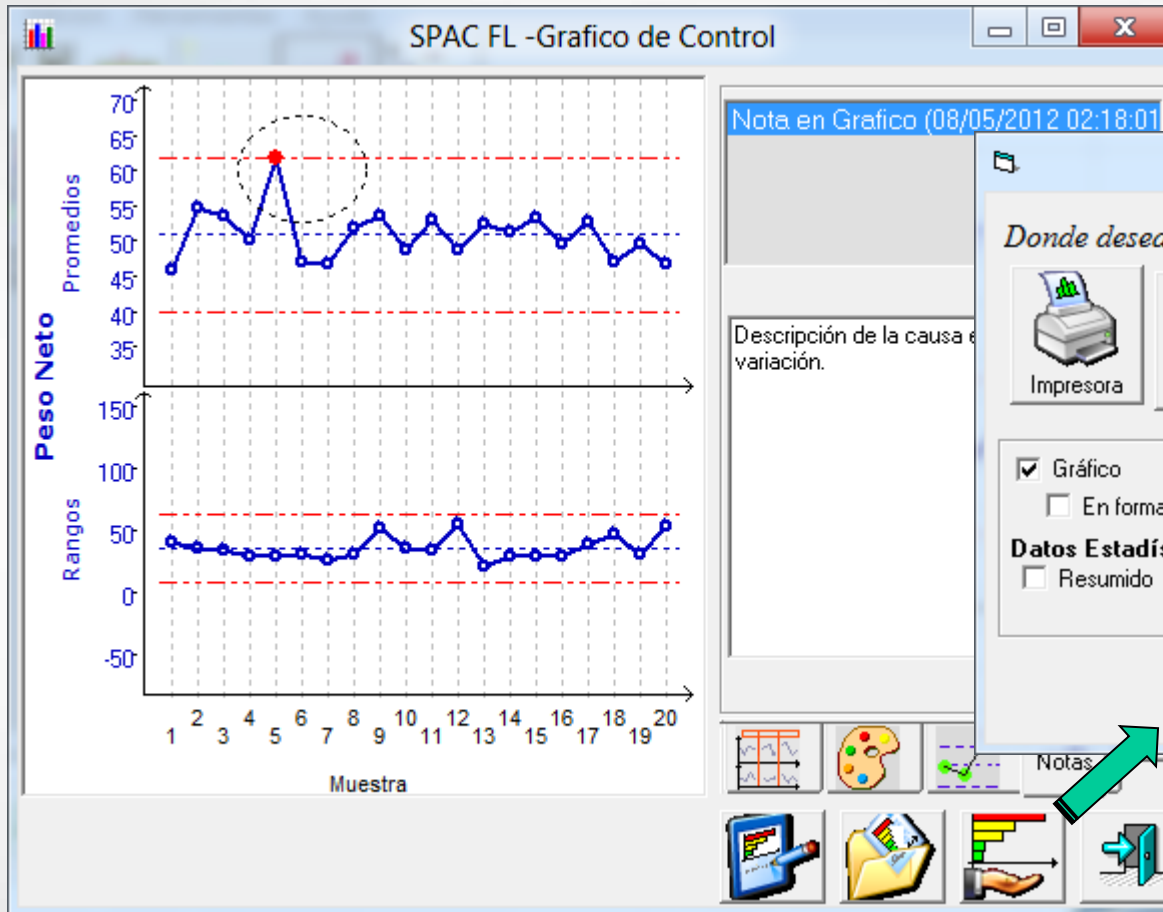 SPAC FL -Grafico de Control
Promedios
70
65
60
55
50
45
40
35
Peso Neto
Rangos
150
100
50
0
-50
1 2 3 4 5 6 7 8 9 10 11 12 13 14 15 16 17 18 19 20
Muestra
Nota en Grafico (08/05/2012 02:18:01
Descripción de la causa e
variación.
Donde desea
Impresora
Gráfico
En forma
Datos Estadís
Resumido
Notas